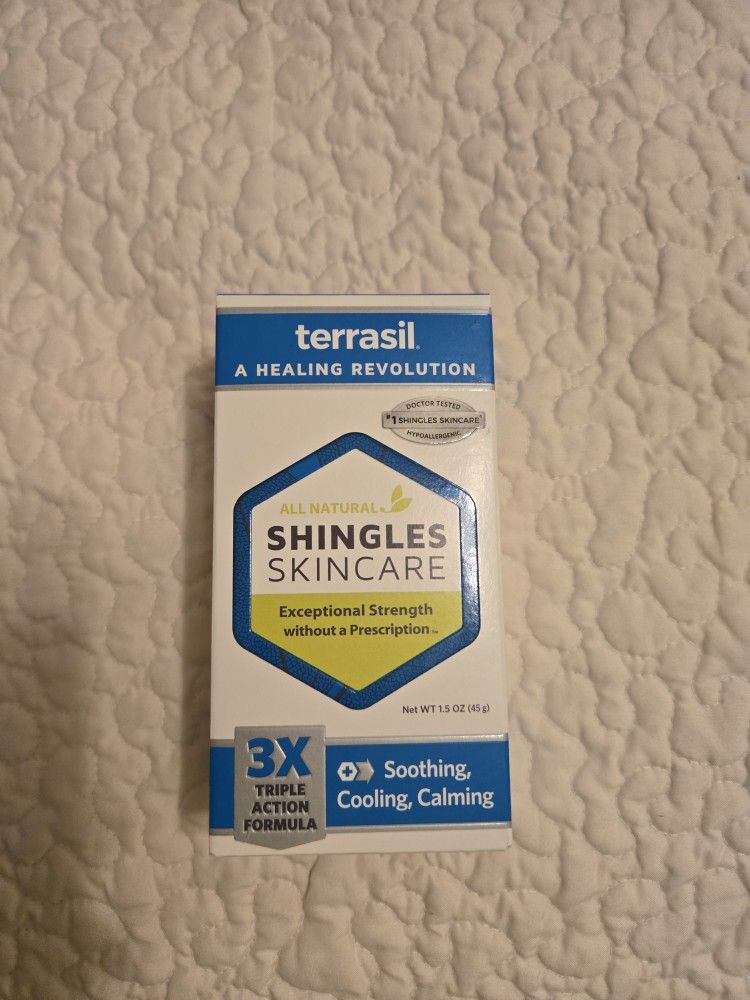 terrasil®
A HEALING REVOLUTION
DOCTOR TESTED
#1 SHINGLES SKINCARE
HYPOALLERGENIC
ALL NATURAL
SHINGLES
SKINCARE
Exceptional Strength
without a Prescription™
Net WT 1.5 OZ (45 g)
3X
TRIPLE
ACTION
FORMULA
Soothing,
Cooling, Calming